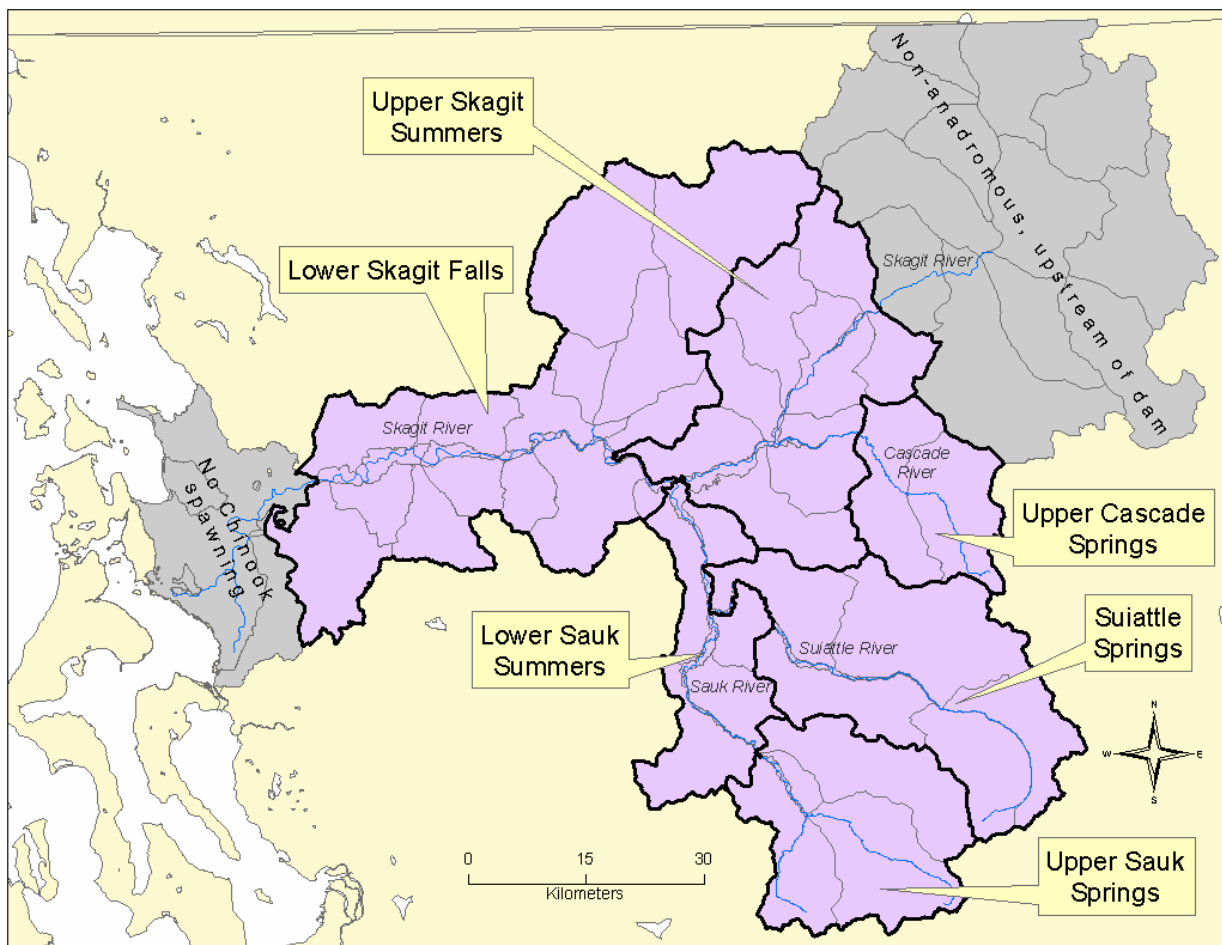 Non-anadromous, upstream of dam
Upper Skagit
Summers
Skagit River
Lower Skagit Falls
Skagit River
Cascade
River
No Chinook
spawning
Upper Cascade
Springs
Lower Sauk
Summers
Suiattle River
Suiattle
Springs
Sauk River
N
W
E
S
0
15
30
Kilometers
Upper Sauk
Springs